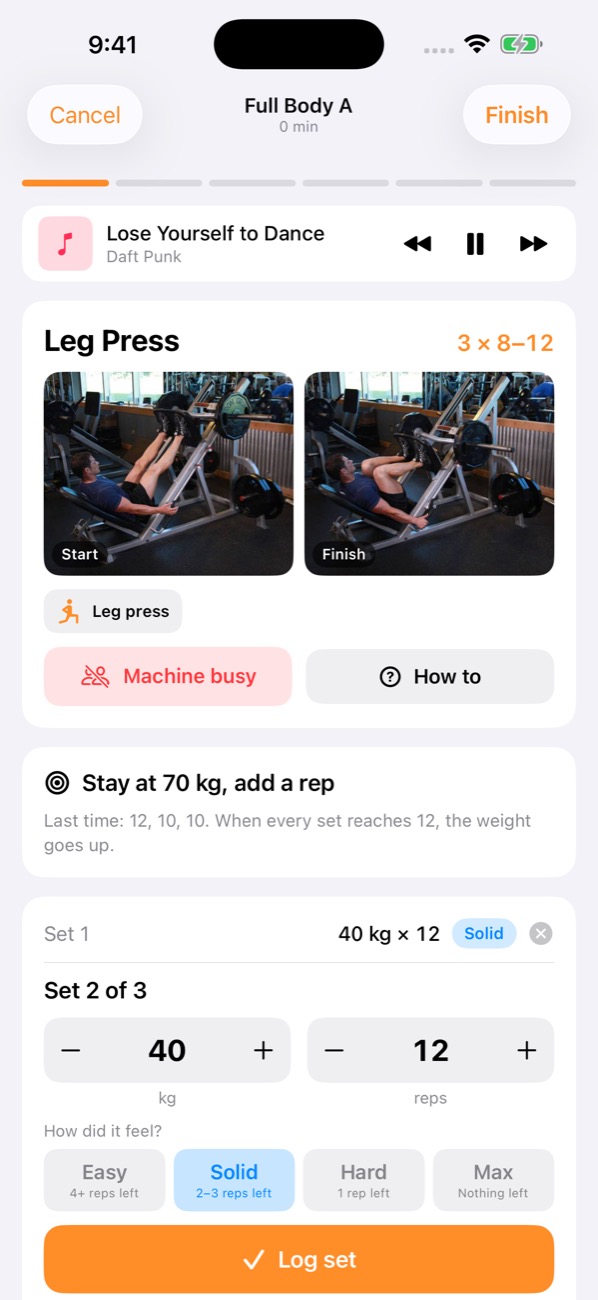 9:41
Cancel
Full Body A
0 min
Finish
Lose Yourself to Dance
Daft Punk
Leg Press
3 × 8–12
Start
Finish
Leg press
Machine busy
How to
Stay at 70 kg, add a rep
Last time: 12, 10, 10. When every set reaches 12, the weight
goes up.
Set 1
40 kg × 12
Solid
Set 2 of 3
40
12
kg
reps
How did it feel?
Easy
4+ reps left
Solid
2–3 reps left
Hard
1 rep left
Max
Nothing left
Log set